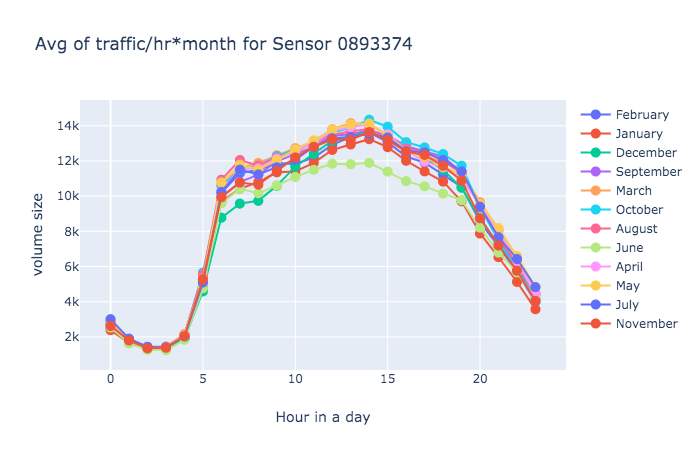 Avg of traffic/hr*month for Sensor 0893374
volume size
14k
12k
10k
8k
6k
4k
2k
0 5 10 15 20
Hour in a day
February
January
December
September
March
October
August
June
April
May
July
November